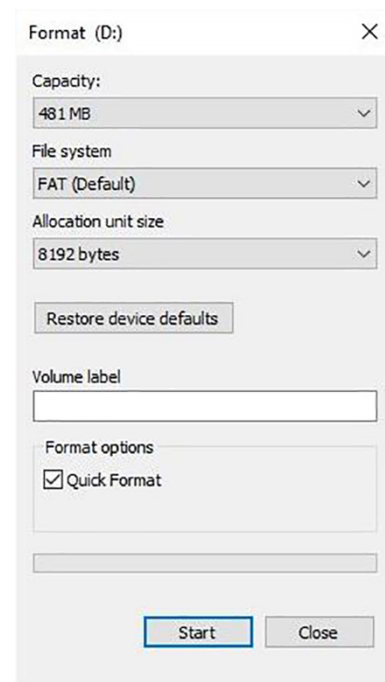 Format (D:)
Capacity:
481 MB
File system
FAT (Default)
Allocation unit size
8192 bytes
Restore device defaults
Volume label
Format options
Quick Format
Start
Close